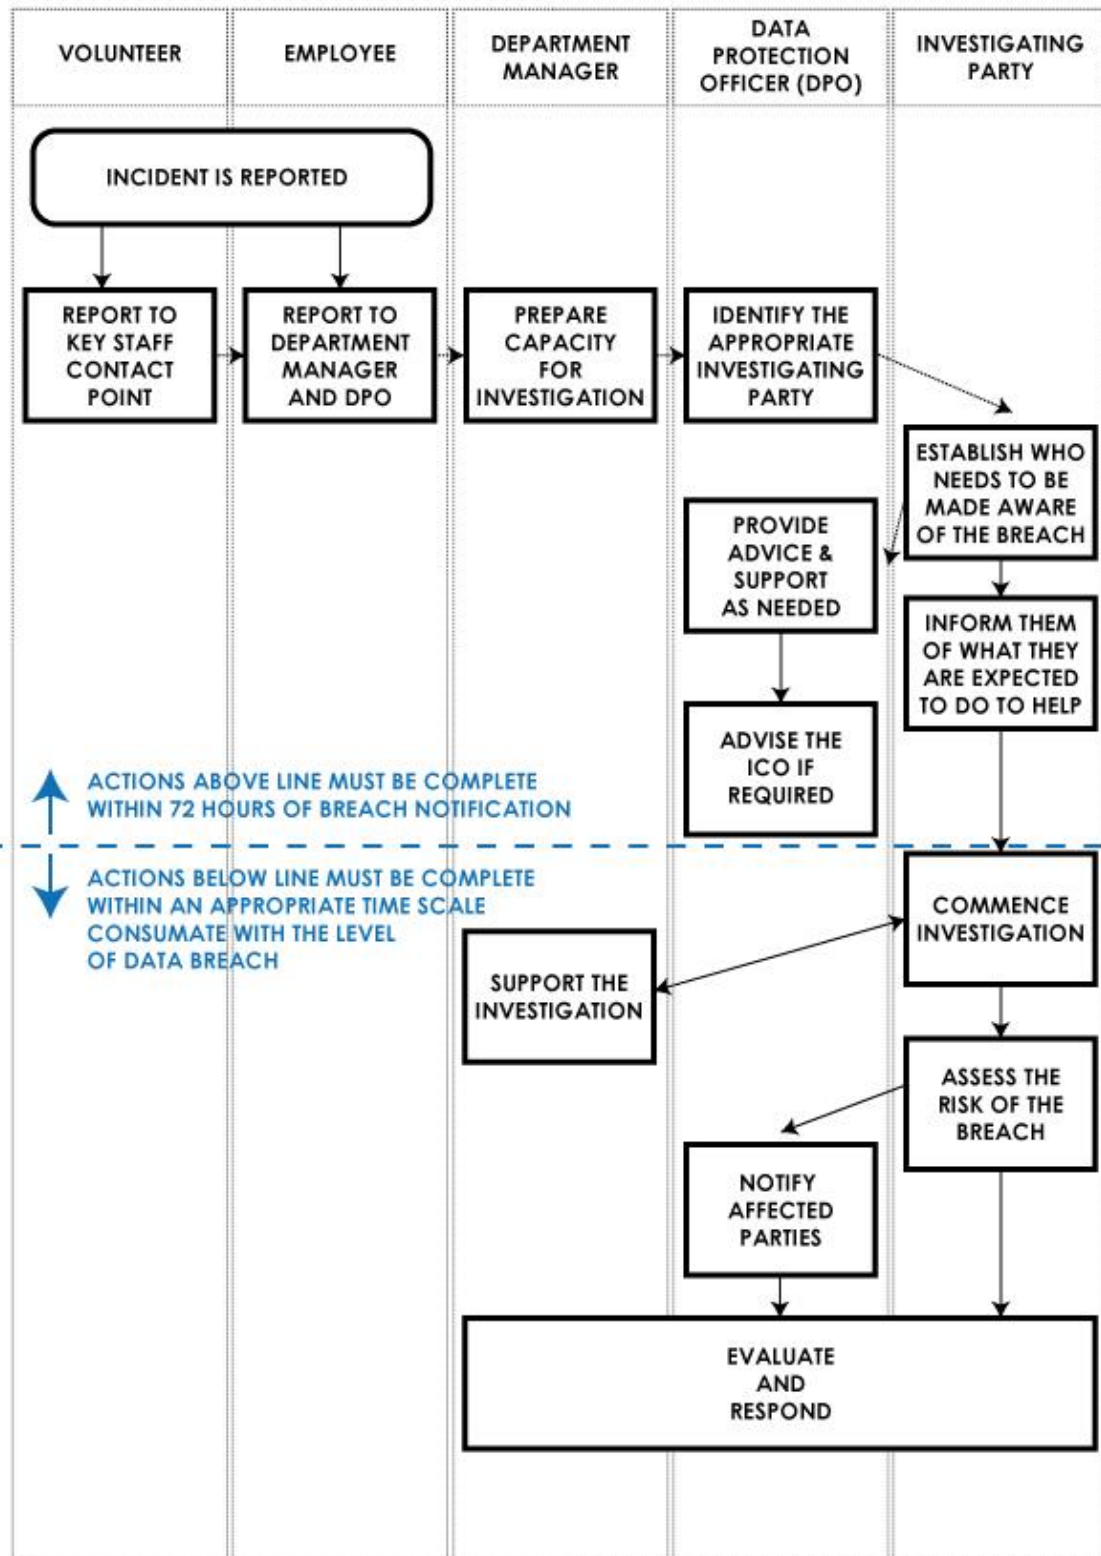 VOLUNTEER
EMPLOYEE
DEPARTMENT
MANAGER
DATA
PROTECTION
OFFICER (DPO)
INVESTIGATING
PARTY
INCIDENT IS REPORTED
REPORT TO
KEY STAFF
CONTACT
POINT
REPORT TO
DEPARTMENT
MANAGER
AND DPO
PREPARE
CAPACITY
FOR
INVESTIGATION
IDENTIFY THE
APPROPRIATE
INVESTIGATING
PARTY
ESTABLISH WHO
NEEDS TO BE
MADE AWARE
OF THE BREACH
PROVIDE
ADVICE &
SUPPORT
AS NEEDED
INFORM THEM
OF WHAT THEY
ARE EXPECTED
TO DO TO HELP
ADVISE THE
ICO IF
REQUIRED
ACTIONS ABOVE LINE MUST BE COMPLETE
WITHIN 72 HOURS OF BREACH NOTIFICATION
ACTIONS BELOW LINE MUST BE COMPLETE
WITHIN AN APPROPRIATE TIME SCALE
CONSUMATE WITH THE LEVEL
OF DATA BREACH
COMMENCE
INVESTIGATION
SUPPORT THE
INVESTIGATION
ASSESS THE
RISK OF THE
BREACH
NOTIFY
AFFECTED
PARTIES
EVALUATE
AND
RESPOND